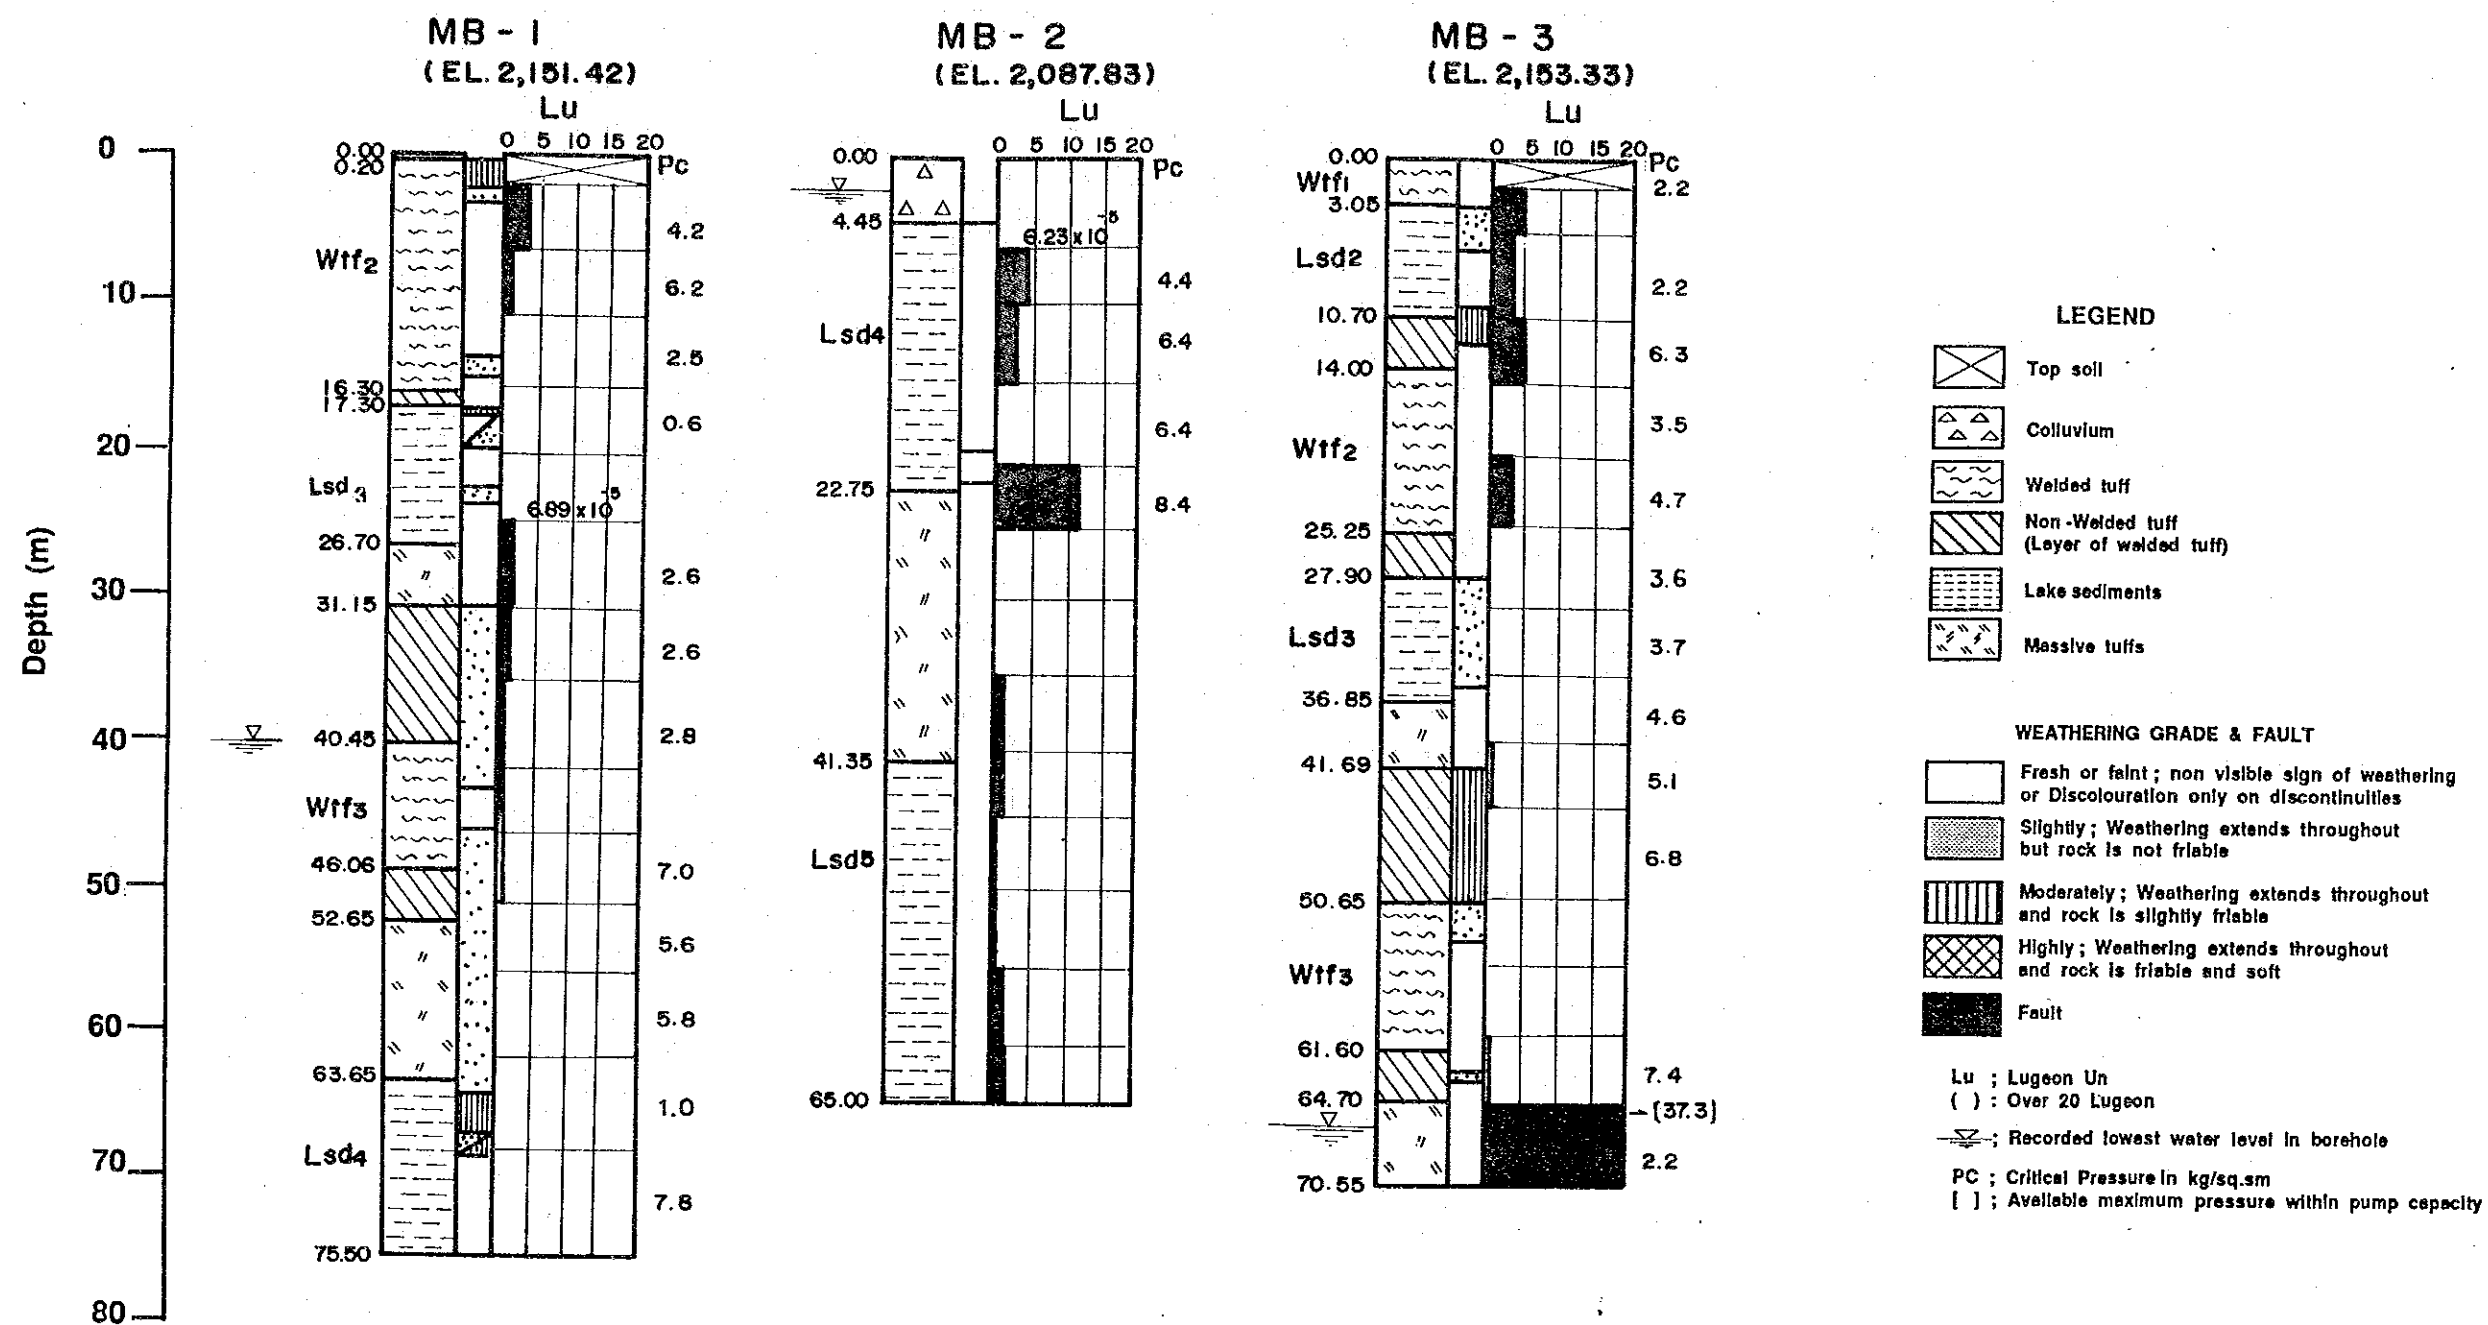 MB - 1
(EL. 2,151.42)
Lu
0 5 10 15 20
Pc
0.00
0.20
Wtf2
16.30
17.30
Lsd3
6.89 x 10-5
26.70
31.15
40.45
Wtf3
46.06
52.65
63.65
Lsd4
75.50
4.2
6.2
2.5
0.6
2.6
2.6
2.8
7.0
5.6
5.8
1.0
7.8
MB - 2
(EL. 2,087.83)
Lu
0 5 10 15 20
Pc
0.00
4.45
6.23 x 10-5
Lsd4
22.75
41.35
Lsd5
65.00
4.4
6.4
6.4
8.4
MB - 3
(EL. 2,153.33)
Lu
0 5 10 15 20
Pc
0.00
Wtf1
3.05
Lsd2
10.70
14.00
Wtf2
25.25
27.90
Lsd3
36.85
41.69
50.65
Wtf3
61.60
64.70
70.55
2.2
2.2
6.3
3.5
4.7
3.6
3.7
4.6
5.1
6.8
7.4
(37.3)
2.2
Depth (m)
0
10
20
30
40
50
60
70
80
LEGEND
Top soil
Colluvium
Welded tuff
Non-Welded tuff
(Layer of welded tuff)
Lake sediments
Massive tuffs
WEATHERING GRADE & FAULT
Fresh or faint ; non visible sign of weathering
or Discolouration only on discontinuities
Slightly ; Weathering extends throughout
but rock is not friable
Moderately ; Weathering extends throughout
and rock is slightly friable
Highly ; Weathering extends throughout
and rock is friable and soft
Fault
Lu ; Lugeon Un
( ) : Over 20 Lugeon
; Recorded lowest water level in borehole
PC ; Critical Pressure in kg/sq.sm
[ ] ; Available maximum pressure within pump capacity